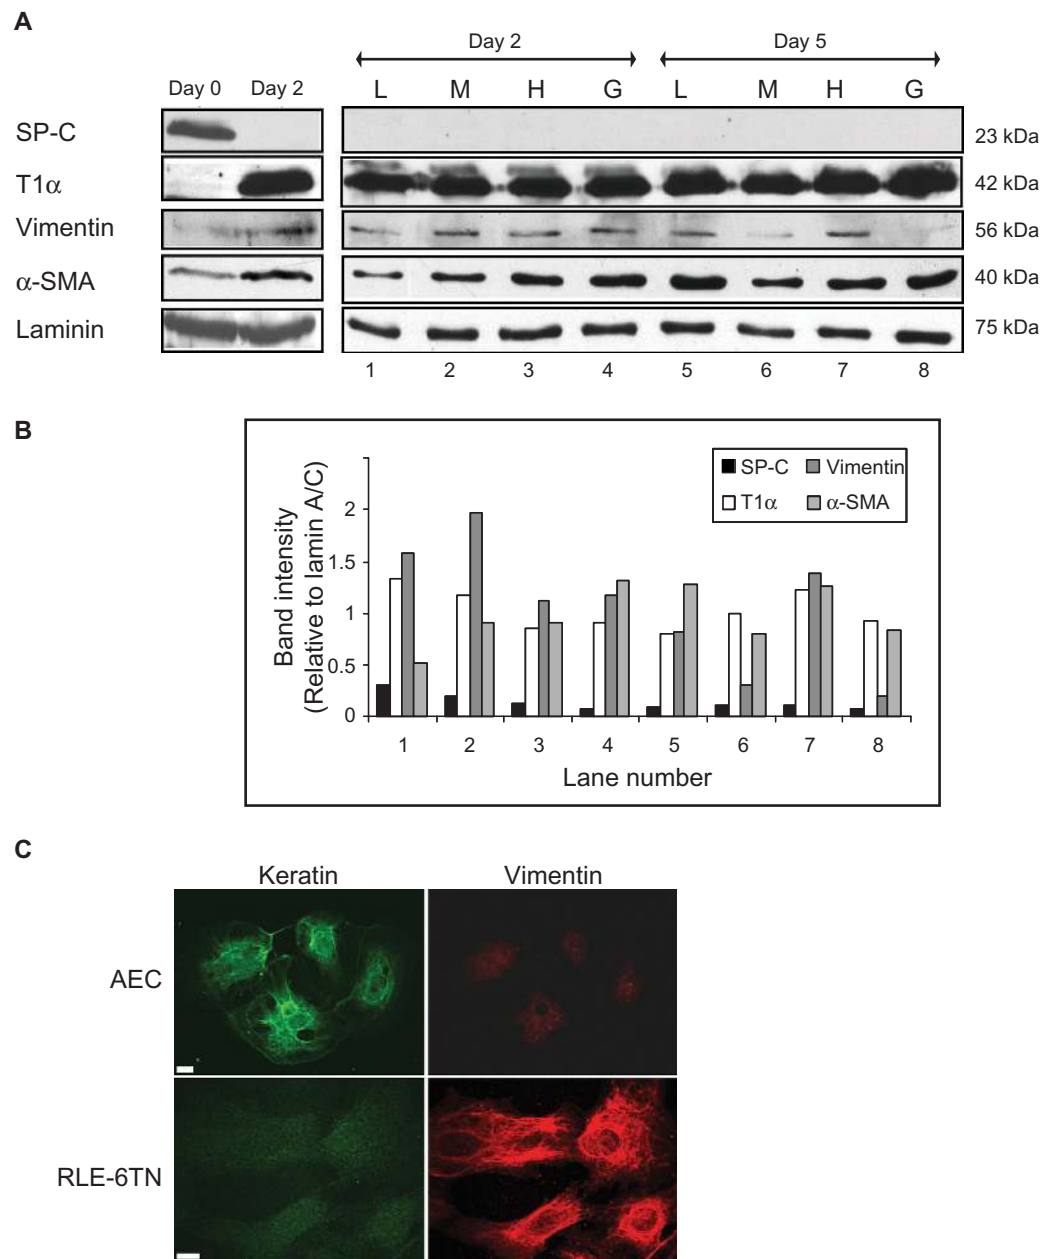 A
Day 2 Day 5
Day 0 Day 2 L M H G L M H G
SP-C 23 kDa
T1α 42 kDa
Vimentin 56 kDa
α-SMA 40 kDa
Laminin 75 kDa
1 2 3 4 5 6 7 8
B
Band intensity
(Relative to lamin A/C)
SP-C Vimentin
T1α α-SMA
2
1.5
1
0.5
0
1 2 3 4 5 6 7 8
Lane number
C
Keratin Vimentin
AEC
RLE-6TN